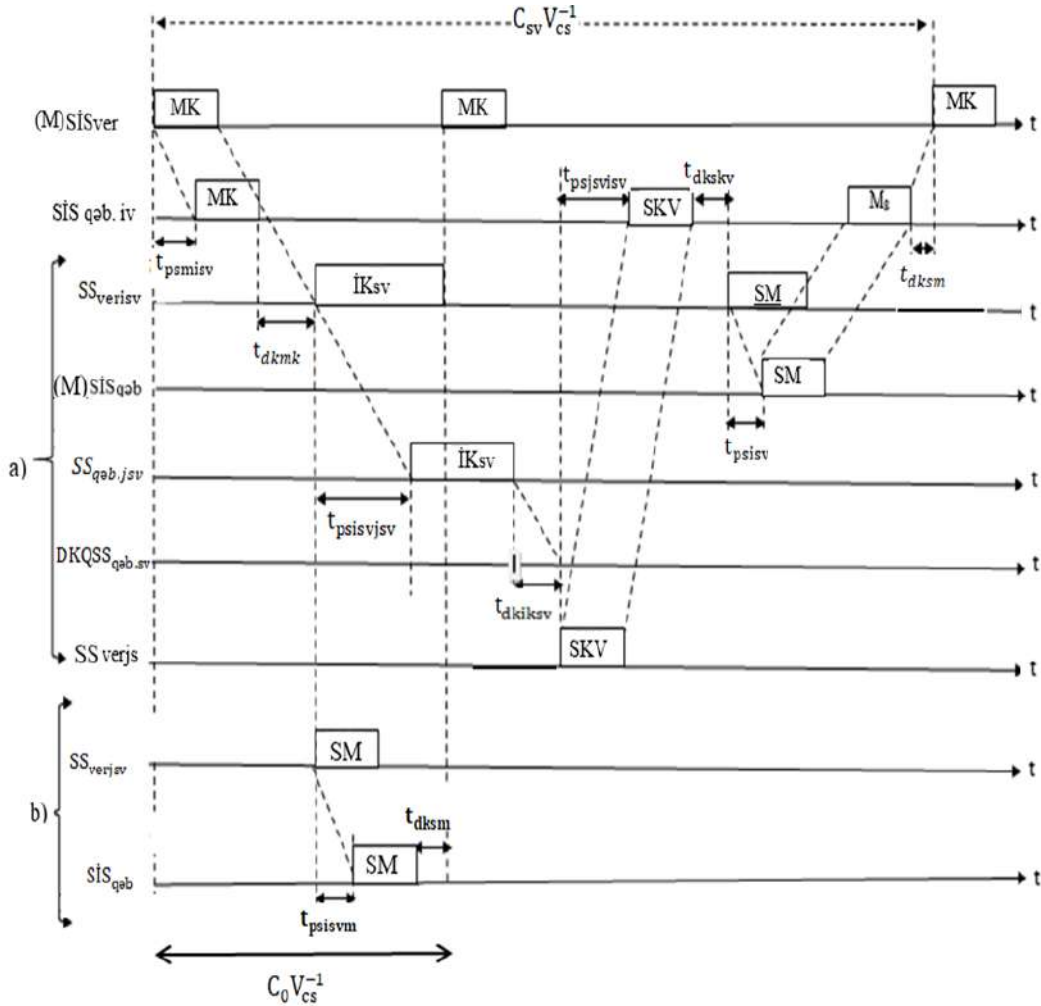 C_sv V_cs^-1
(M)SİSver MK MK MK t
SİS qəb.iv MK t_psjsvisv SKV t_dkskv M_g t
t_psmisv t_dksm
SS_verisv İKsv SM t
t_dkmk
(M)SİSqəb SM t
t_psisv
a)
SS_qəb.jsv İKsv t
t_psisvjsv
DKQSS_qəb.sv t
t_dkiksv
SS verjs SKV t
SS_verjsv SM t
b)
t_dksm
SİS_qəb SM t
t_psisvm
C_0 V_cs^-1